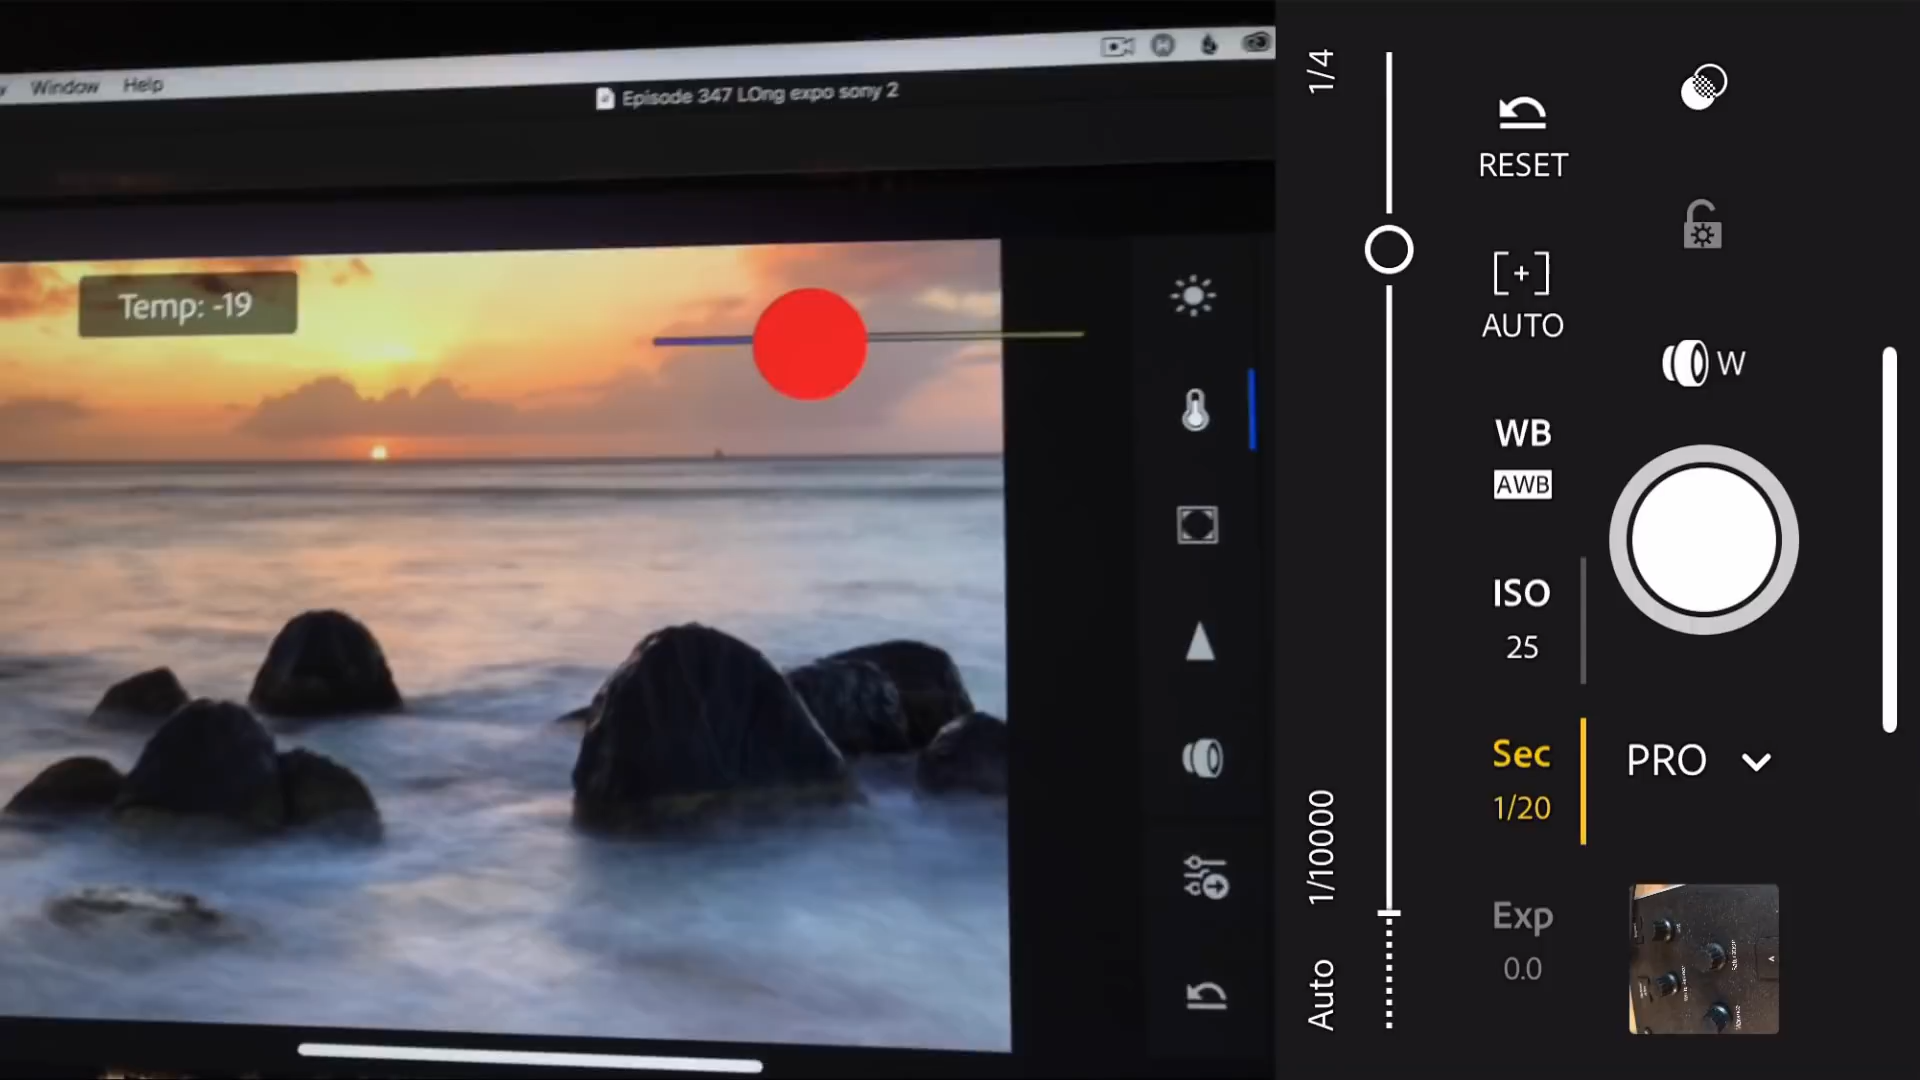 Window Help
Episode 347 LOng expo sony 2
Temp: -19
1/4
1/10000
Auto
RESET
[+]
AUTO
WB
AWB
ISO
25
Sec
1/20
Exp
0.0
W
PRO